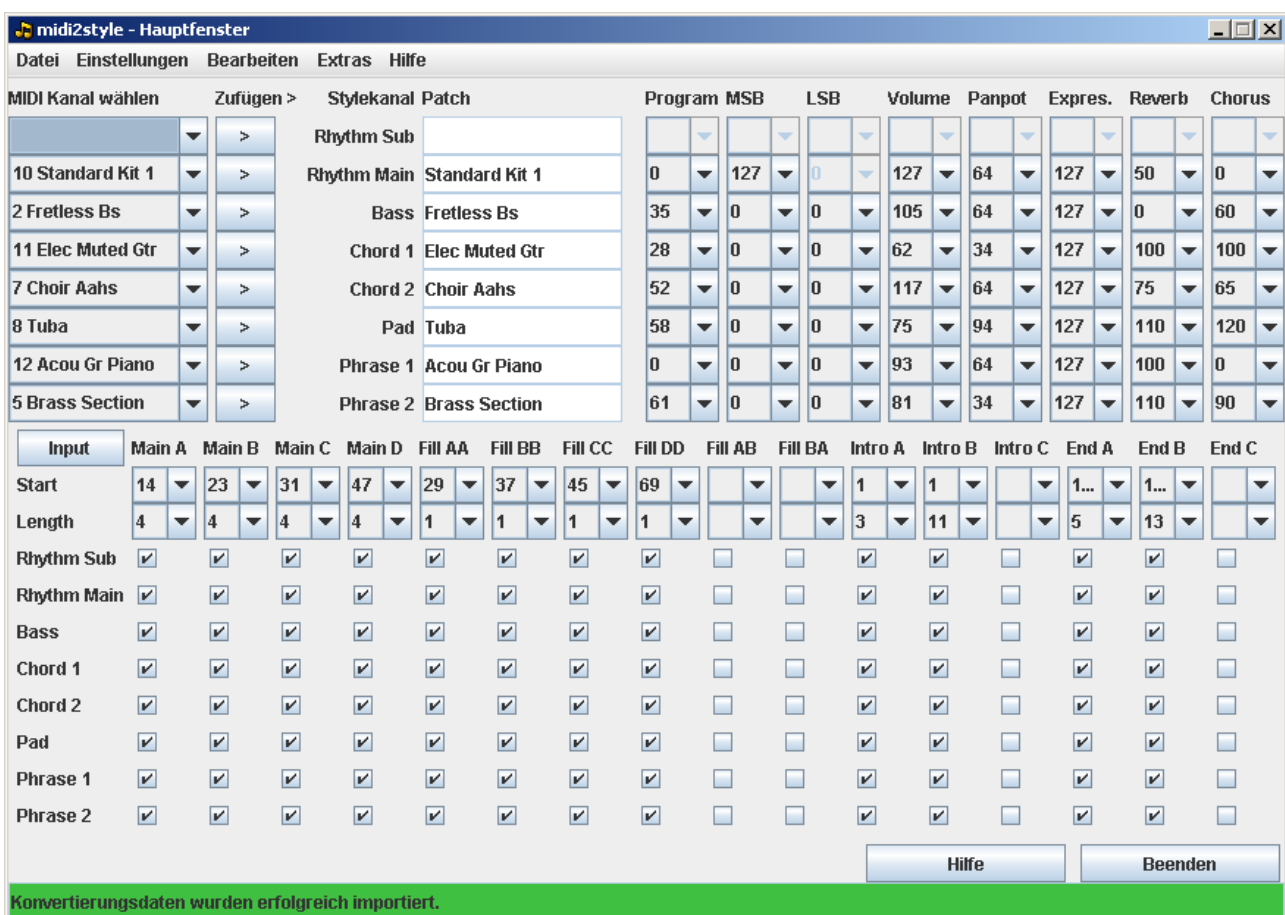 midi2style - Hauptfenster
Datei Einstellungen Bearbeiten Extras Hilfe
MIDI Kanal wählen Zufügen > Stylekanal Patch Program MSB LSB Volume Panpot Expres. Reverb Chorus
> Rhythm Sub
10 Standard Kit 1 > Rhythm Main Standard Kit 1 0 127 0 127 64 127 50 0
2 Fretless Bs > Bass Fretless Bs 35 0 0 105 64 127 0 60
11 Elec Muted Gtr > Chord 1 Elec Muted Gtr 28 0 0 62 34 127 100 100
7 Choir Aahs > Chord 2 Choir Aahs 52 0 0 117 64 127 75 65
8 Tuba > Pad Tuba 58 0 0 75 94 127 110 120
12 Acou Gr Piano > Phrase 1 Acou Gr Piano 0 0 0 93 64 127 100 0
5 Brass Section > Phrase 2 Brass Section 61 0 0 81 34 127 110 90
Input Main A Main B Main C Main D Fill AA Fill BB Fill CC Fill DD Fill AB Fill BA Intro A Intro B Intro C End A End B End C
Start 14 23 31 47 29 37 45 69 1 1 1... 1...
Length 4 4 4 4 1 1 1 1 3 11 5 13
Rhythm Sub
Rhythm Main
Bass
Chord 1
Chord 2
Pad
Phrase 1
Phrase 2
Hilfe Beenden
Konvertierungsdaten wurden erfolgreich importiert.